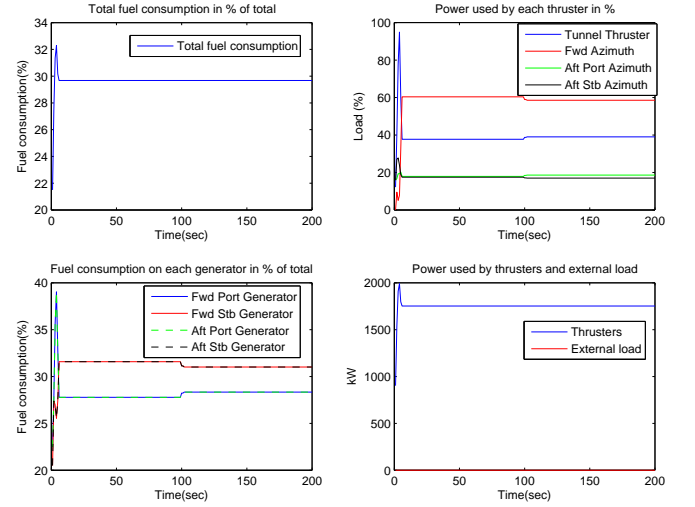 Total fuel consumption in % of total
Fuel consumption(%)
34
32
30
28
26
24
22
20
Total fuel consumption
0 50 100 150 200
Time(sec)
Power used by each thruster in %
Load (%)
100
80
60
40
20
0
Tunnel Thruster
Fwd Azimuth
Aft Port Azimuth
Aft Stb Azimuth
0 50 100 150 200
Time(sec)
Fuel consumption on each generator in % of total
Fuel consumption(%)
40
35
30
25
20
Fwd Port Generator
Fwd Stb Generator
Aft Port Generator
Aft Stb Generator
0 50 100 150 200
Time(sec)
Power used by thrusters and external load
kW
2000
1500
1000
500
0
Thrusters
External load
0 50 100 150 200
Time(sec)